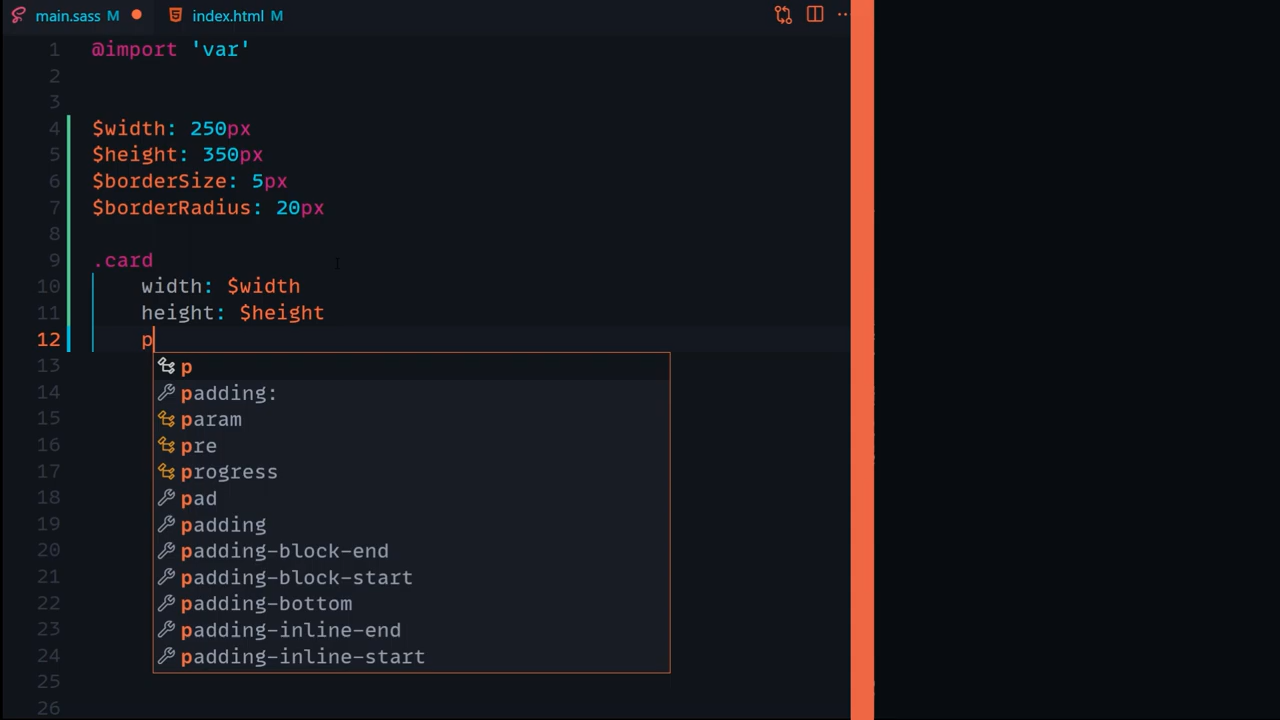 main.sass M index.html M
1 @import 'var'
2
3
4 $width: 250px
5 $height: 350px
6 $borderSize: 5px
7 $borderRadius: 20px
8
9 .card
10 width: $width
11 height: $height
12 p
13 p
14 padding:
15 param
16 pre
17 progress
18 pad
19 padding
20 padding-block-end
21 padding-block-start
22 padding-bottom
23 padding-inline-end
24 padding-inline-start
25
26